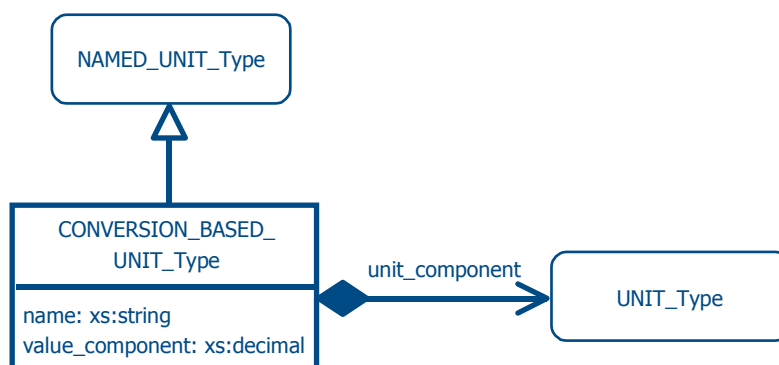 NAMED_UNIT_Type
CONVERSION_BASED_
UNIT_Type
unit_component
UNIT_Type
name: xs:string
value_component: xs:decimal